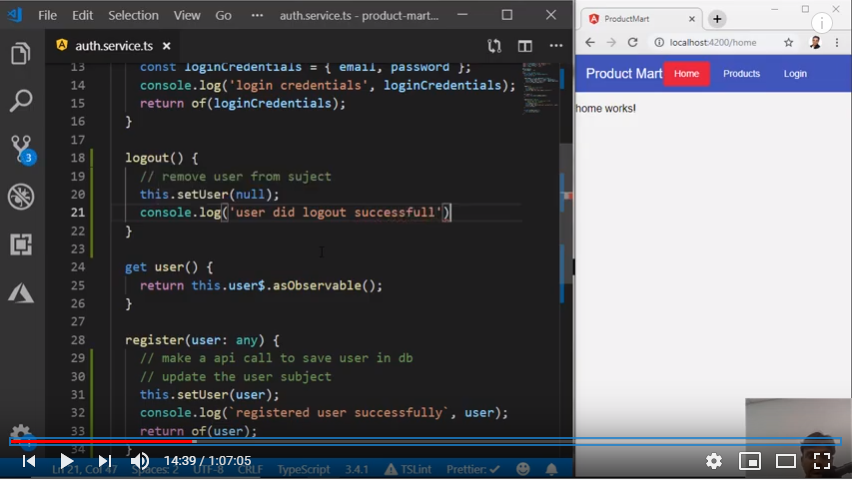 File Edit Selection View Go ··· auth.service.ts - product-mart...
auth.service.ts
13 const loginCredentials = { email, password };
14 console.log('login credentials', loginCredentials);
15 return of(loginCredentials);
16 }
17
18 logout() {
19 // remove user from suject
20 this.setUser(null);
21 console.log('user did logout successfull')
22 }
23
24 get user() {
25 return this.user$.asObservable();
26 }
27
28 register(user: any) {
29 // make a api call to save user in db
30 // update the user subject
31 this.setUser(user);
32 console.log(`registered user successfully`, user);
33 return of(user);
34 }
3
Ln 21, Col 47 Spaces: 2 UTF-8 CRLF TypeScript 3.4.1 TSLint Prettier: ✓
14:39 / 1:07:05
ProductMart
localhost:4200/home
Product Mart Home Products Login
home works!